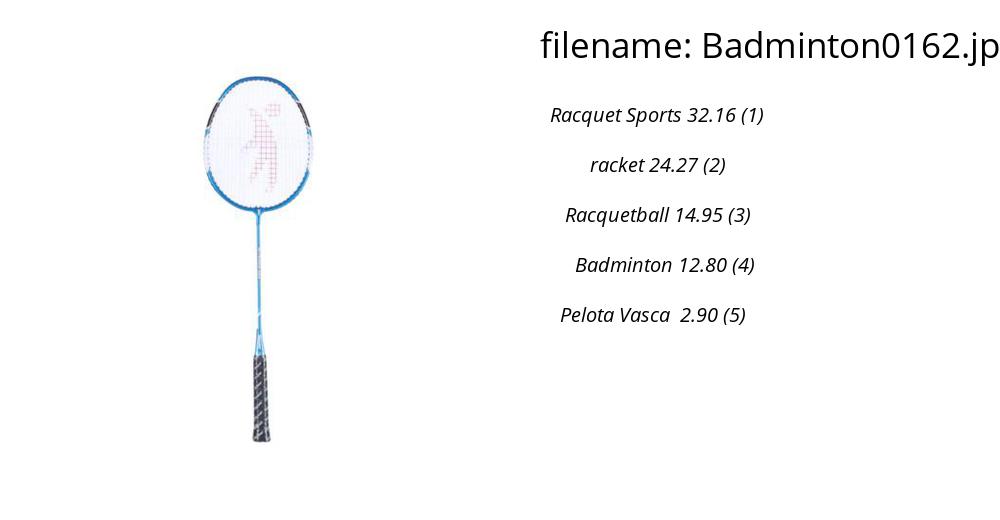 filename: Badminton0162.jp
Racquet Sports 32.16 (1)
racket 24.27 (2)
Racquetball 14.95 (3)
Badminton 12.80 (4)
Pelota Vasca 2.90 (5)